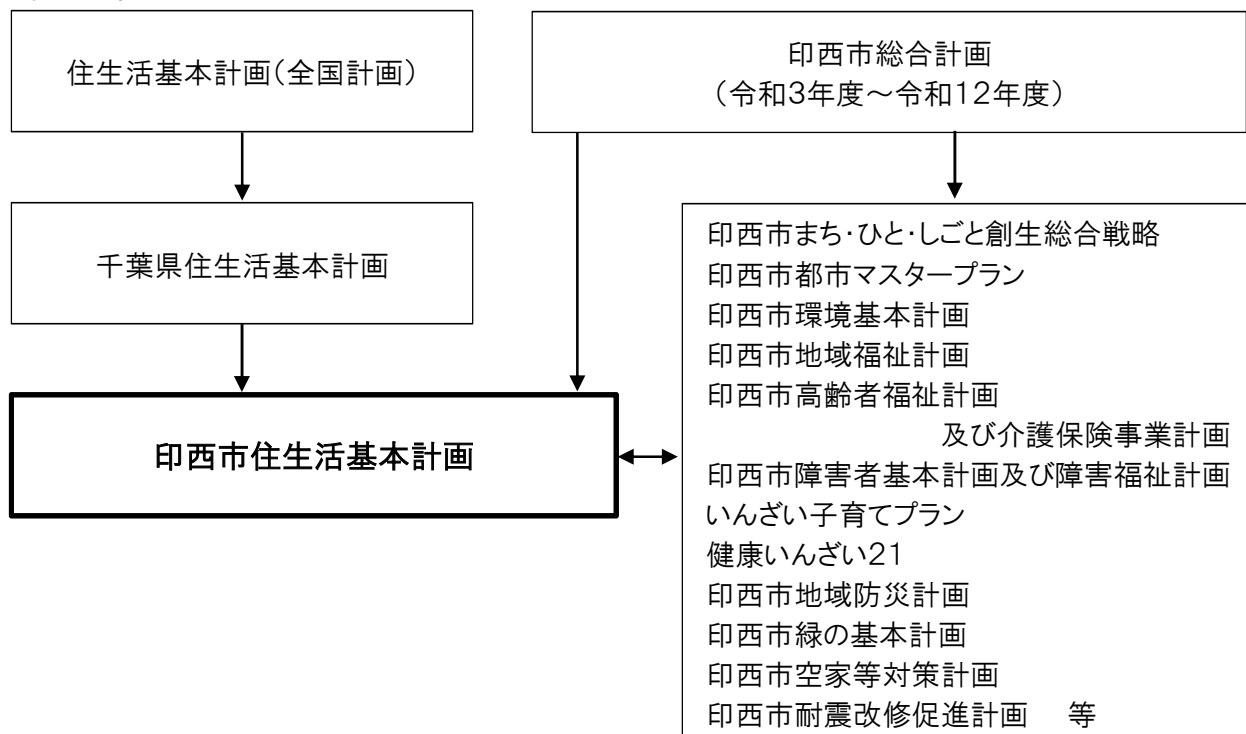 住生活基本計画(全国計画)
印西市総合計画
(令和3年度～令和12年度)
千葉県住生活基本計画
印西市住生活基本計画
印西市まち・ひと・しごと創生総合戦略
印西市都市マスタープラン
印西市環境基本計画
印西市地域福祉計画
印西市高齢者福祉計画
及び介護保険事業計画
印西市障害者基本計画及び障害福祉計画
いんざい子育てプラン
健康いんざい21
印西市地域防災計画
印西市緑の基本計画
印西市空家等対策計画
印西市耐震改修促進計画　等